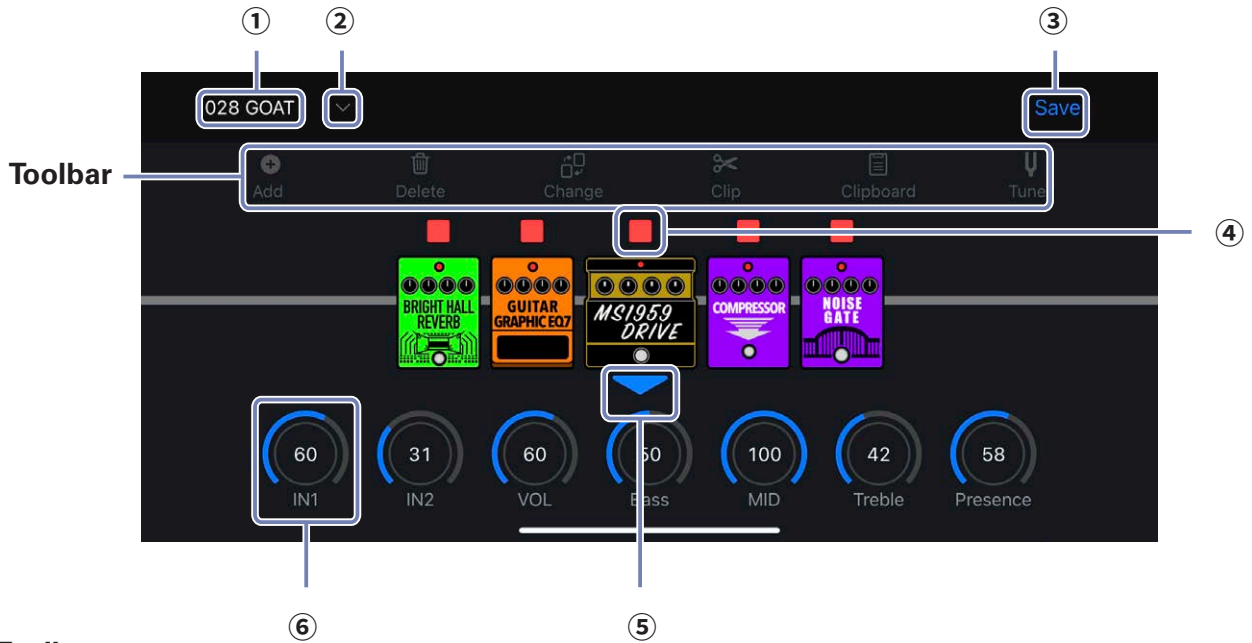 ① ② ③
028 GOAT Save
Toolbar
Add Delete Change Clip Clipboard Tune
④
BRIGHT HALL REVERB
GUITAR GRAPHIC EQ7
MS1959 DRIVE
COMPRESSOR
NOISE GATE
60 31 60 50 100 42 58
IN1 IN2 VOL Bass MID Treble Presence
⑥ ⑤